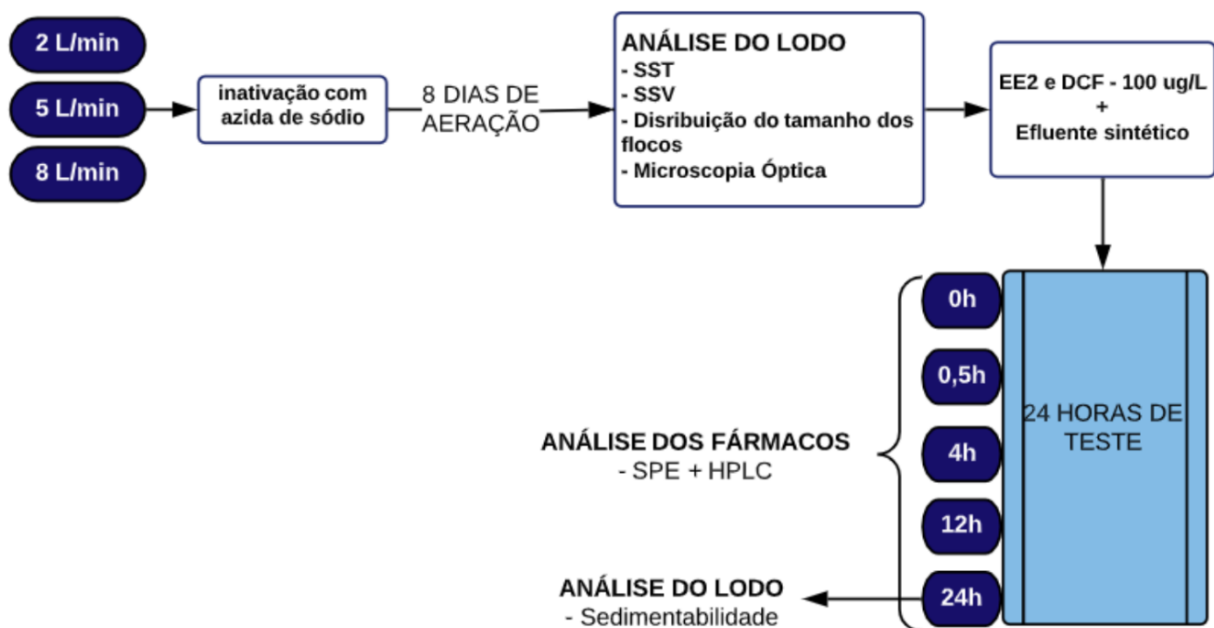 2 L/min
5 L/min
8 L/min
inativação com
azida de sódio
8 DIAS DE
AERAÇÃO
ANÁLISE DO LODO
- SST
- SSV
- Disribuição do tamanho dos
flocos
- Microscopia Óptica
EE2 e DCF - 100 ug/L
+
Efluente sintético
0h
0,5h
4h
12h
24h
24 HORAS DE
TESTE
ANÁLISE DOS FÁRMACOS
- SPE + HPLC
ANÁLISE DO LODO
- Sedimentabilidade